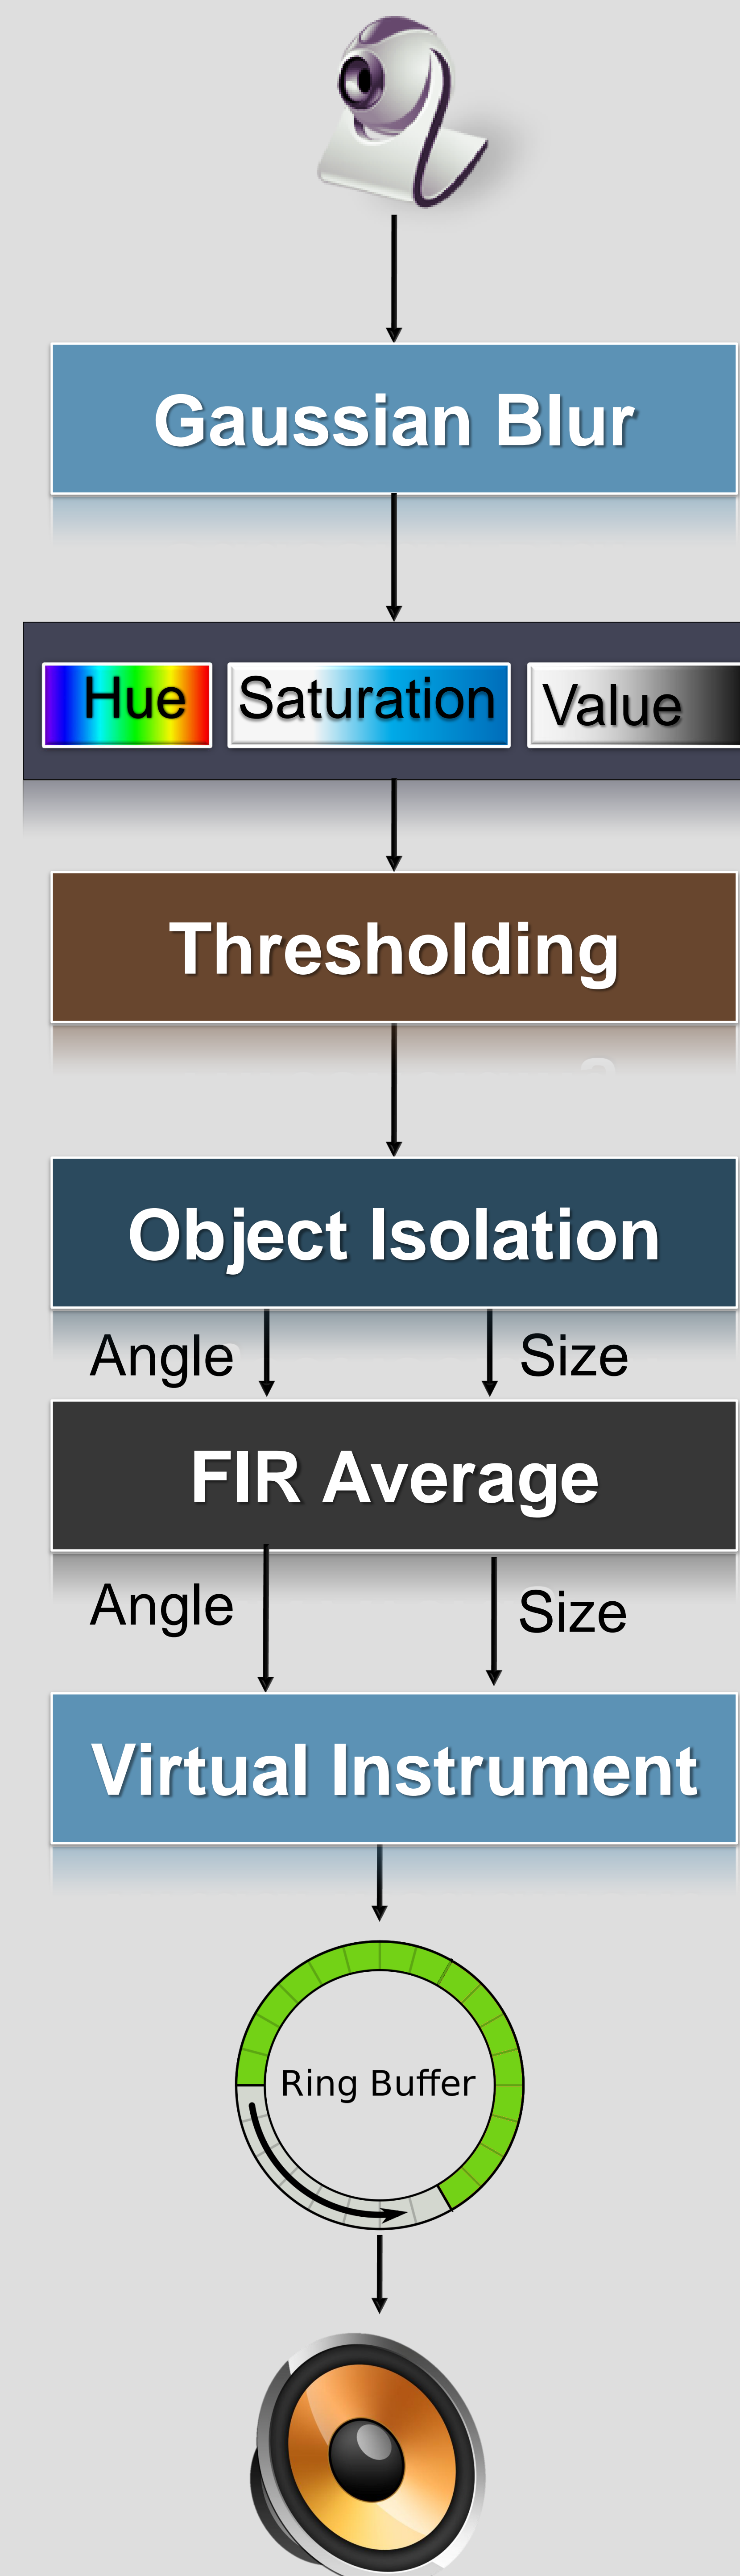 Gaussian Blur
Hue Saturation Value
Thresholding
Object Isolation
Angle Size
FIR Average
Angle Size
Virtual Instrument
Ring Buffer